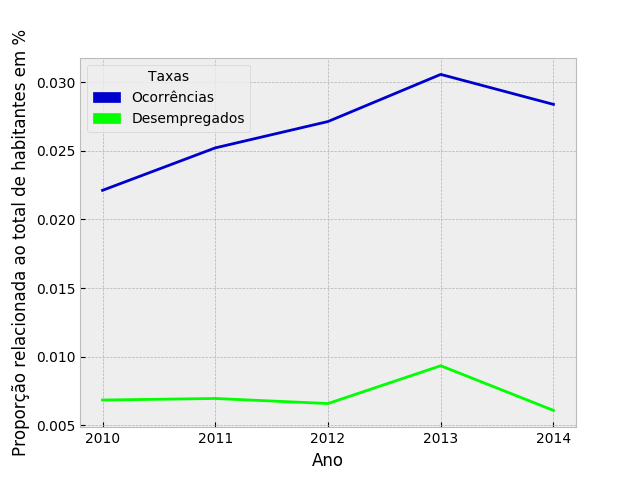 Proporção relacionada ao total de habitantes em %
0.030
0.025
0.020
0.015
0.010
0.005
Taxas
Ocorrências
Desempregados
2010 2011 2012 2013 2014
Ano